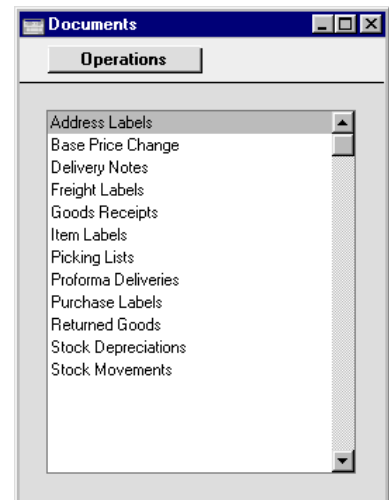 Documents
Operations
Address Labels
Base Price Change
Delivery Notes
Freight Labels
Goods Receipts
Item Labels
Picking Lists
Proforma Deliveries
Purchase Labels
Returned Goods
Stock Depreciations
Stock Movements